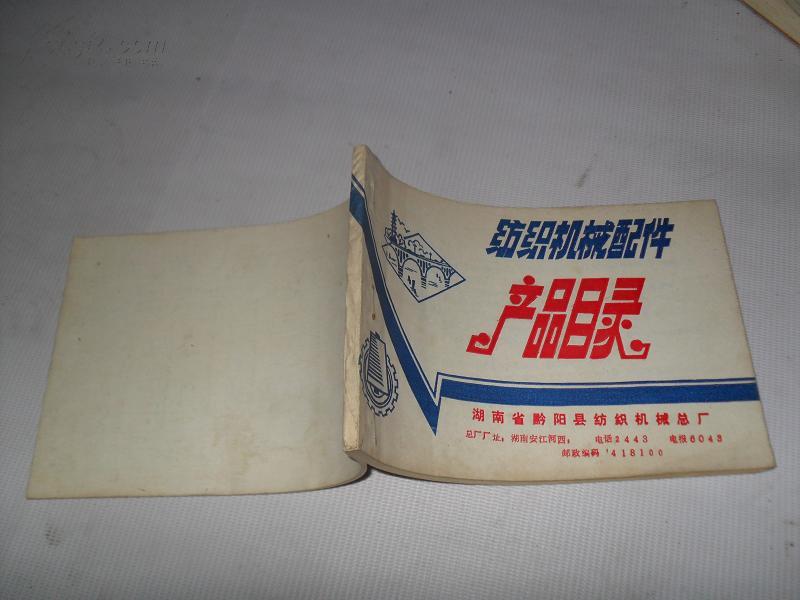 纺织机械配件
产品目录
湖南省黔阳县纺织机械总厂
总厂厂址：湖南安江河西： 电话2443 电报6043
邮政编码 '418100